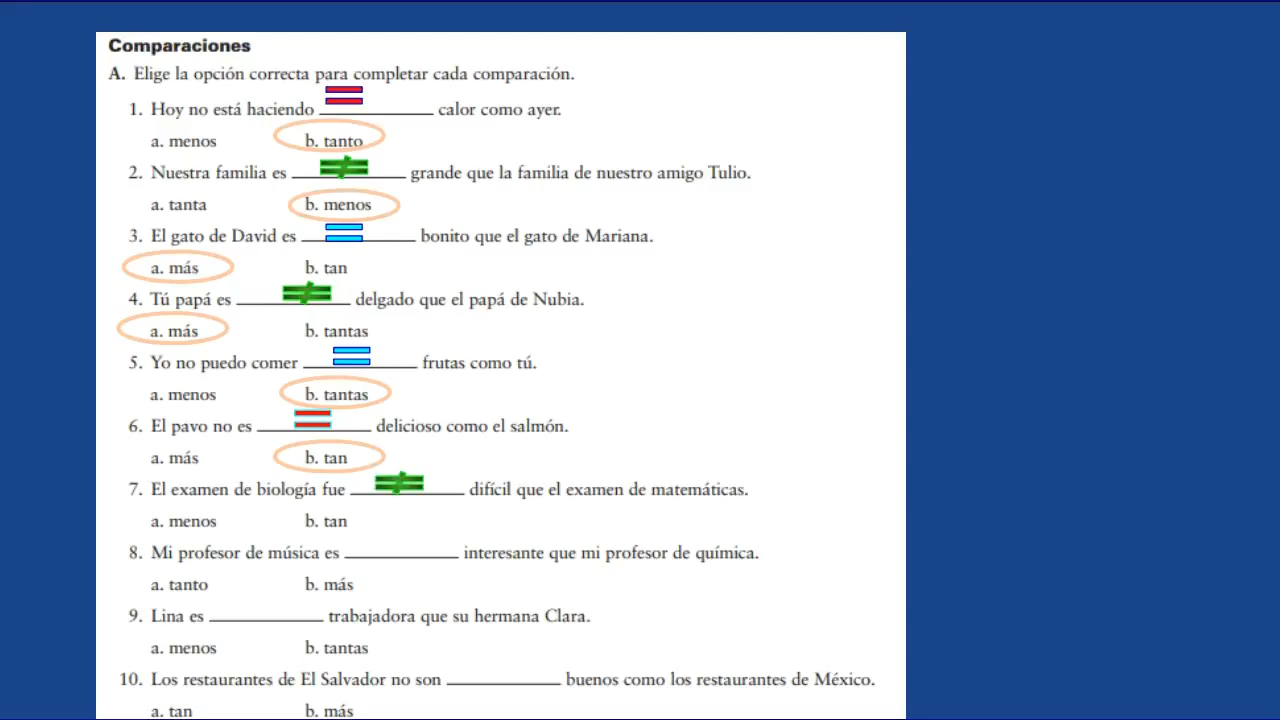 Comparaciones
A. Elige la opción correcta para completar cada comparación.
1. Hoy no está haciendo ____________ calor como ayer.
a. menos b. tanto
2. Nuestra familia es ____________ grande que la familia de nuestro amigo Tulio.
a. tanta b. menos
3. El gato de David es ____________ bonito que el gato de Mariana.
a. más b. tan
4. Tú papá es ____________ delgado que el papá de Nubia.
a. más b. tantas
5. Yo no puedo comer ____________ frutas como tú.
a. menos b. tantas
6. El pavo no es ____________ delicioso como el salmón.
a. más b. tan
7. El examen de biología fue ____________ difícil que el examen de matemáticas.
a. menos b. tan
8. Mi profesor de música es ____________ interesante que mi profesor de química.
a. tanto b. más
9. Lina es ____________ trabajadora que su hermana Clara.
a. menos b. tantas
10. Los restaurantes de El Salvador no son ____________ buenos como los restaurantes de México.
a. tan b. más